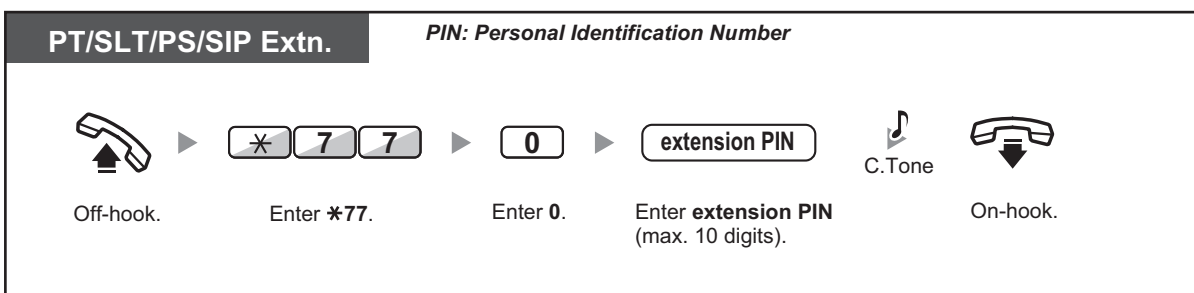 PT/SLT/PS/SIP Extn.
PIN: Personal Identification Number
* 7 7
0
extension PIN
C.Tone
Off-hook.
Enter *77.
Enter 0.
Enter extension PIN
(max. 10 digits).
On-hook.